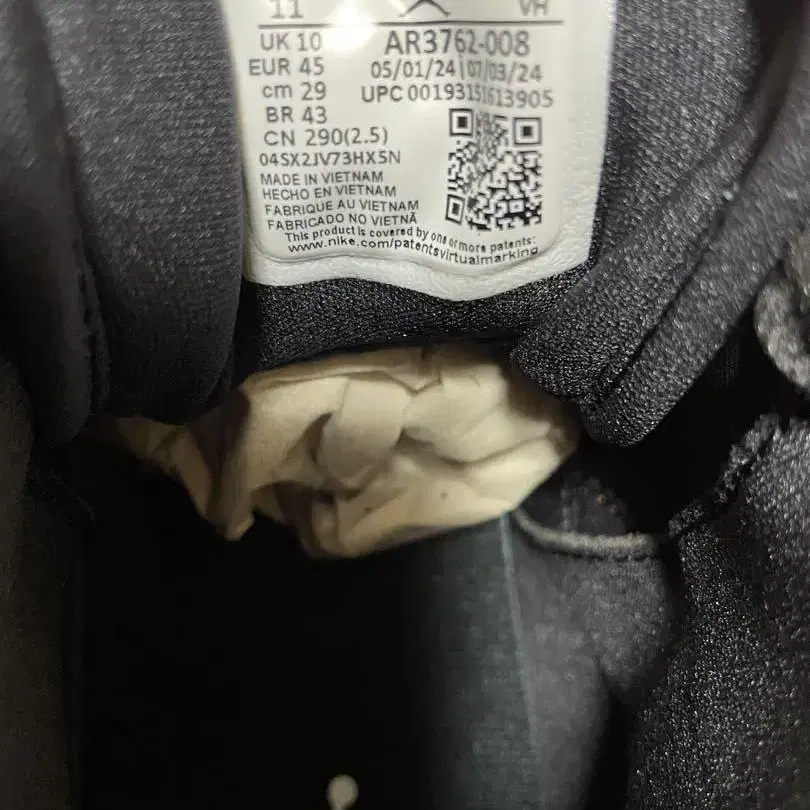 11 VH
UK 10 AR3762-008
EUR 45 05/01/24 07/03/24
cm 29 UPC 00193151613905
BR 43
CN 290(2.5)
04SX2JV73HX5N
MADE IN VIETNAM
HECHO EN VIETNAM
FABRIQUE AU VIETNAM
FABRICADO NO VIETNÃ
This product is covered by one or more patents:
www.nike.com/patentsvirtualmarking